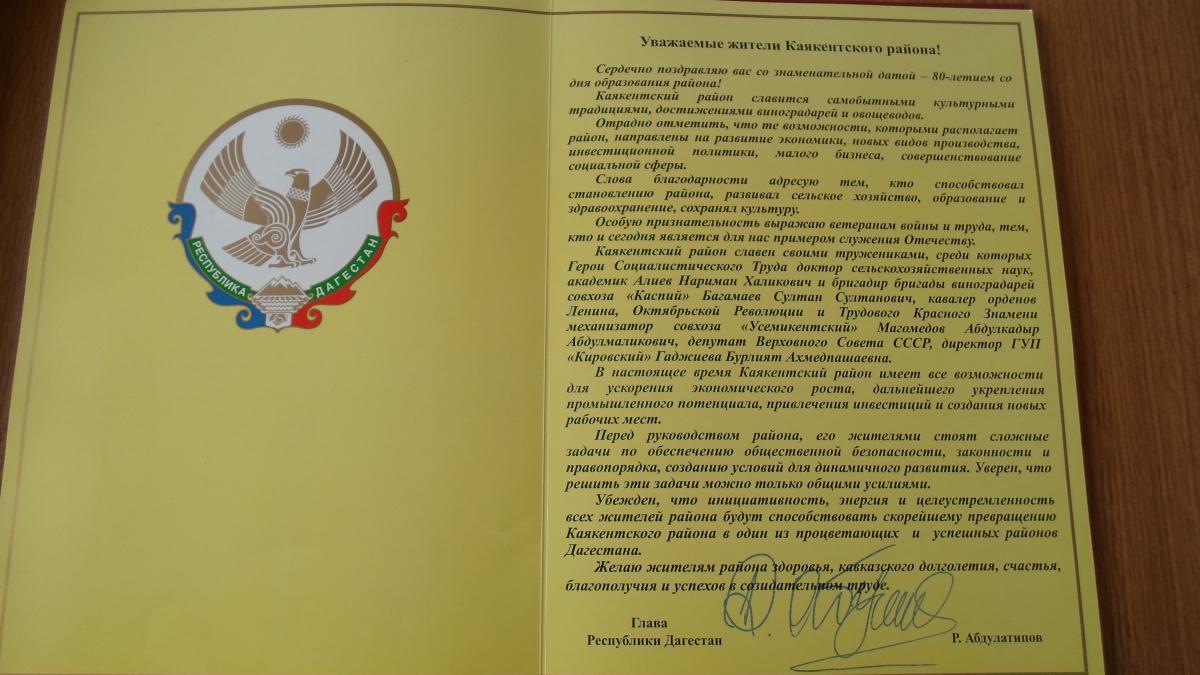 РЕСПУБЛИКА ДАГЕСТАН
Уважаемые жители Каякентского района!
Сердечно поздравляю вас со знаменательной датой – 80-летием со
дня образования района!
Каякентский район славится самобытными культурными
традициями, достижениями виноградарей и овощеводов.
Отрадно отметить, что те возможности, которыми располагает
район, направлены на развитие экономики, новых видов производства,
инвестиционной политики, малого бизнеса, совершенствование
социальной сферы.
Слова благодарности адресую тем, кто способствовал
становлению района, развивал сельское хозяйство, образование и
здравоохранение, сохранял культуру.
Особую признательность выражаю ветеранам войны и труда, тем,
кто и сегодня является для нас примером служения Отечеству.
Каякентский район славен своими тружениками, среди которых
Герои Социалистического Труда доктор сельскохозяйственных наук,
академик Алиев Нариман Халикович и бригадир бригады виноградарей
совхоза «Каспий» Багамаев Султан Султанович, кавалер орденов
Ленина, Октябрьской Революции и Трудового Красного Знамени
механизатор совхоза «Усемикентский» Магомедов Абдулкадыр
Абдулмаликович, депутат Верховного Совета СССР, директор ГУП
«Кировский» Гаджиева Бурлият Ахмедпашаевна.
В настоящее время Каякентский район имеет все возможности
для ускорения экономического роста, дальнейшего укрепления
промышленного потенциала, привлечения инвестиций и создания новых
рабочих мест.
Перед руководством района, его жителями стоят сложные
задачи по обеспечению общественной безопасности, законности и
правопорядка, созданию условий для динамичного развития. Уверен, что
решить эти задачи можно только общими усилиями.
Убежден, что инициативность, энергия и целеустремленность
всех жителей района будут способствовать скорейшему превращению
Каякентского района в один из процветающих и успешных районов
Дагестана.
Желаю жителям района здоровья, кавказского долголетия, счастья,
благополучия и успехов в созидательном труде.
Глава
Республики Дагестан
Р. Абдулатипов